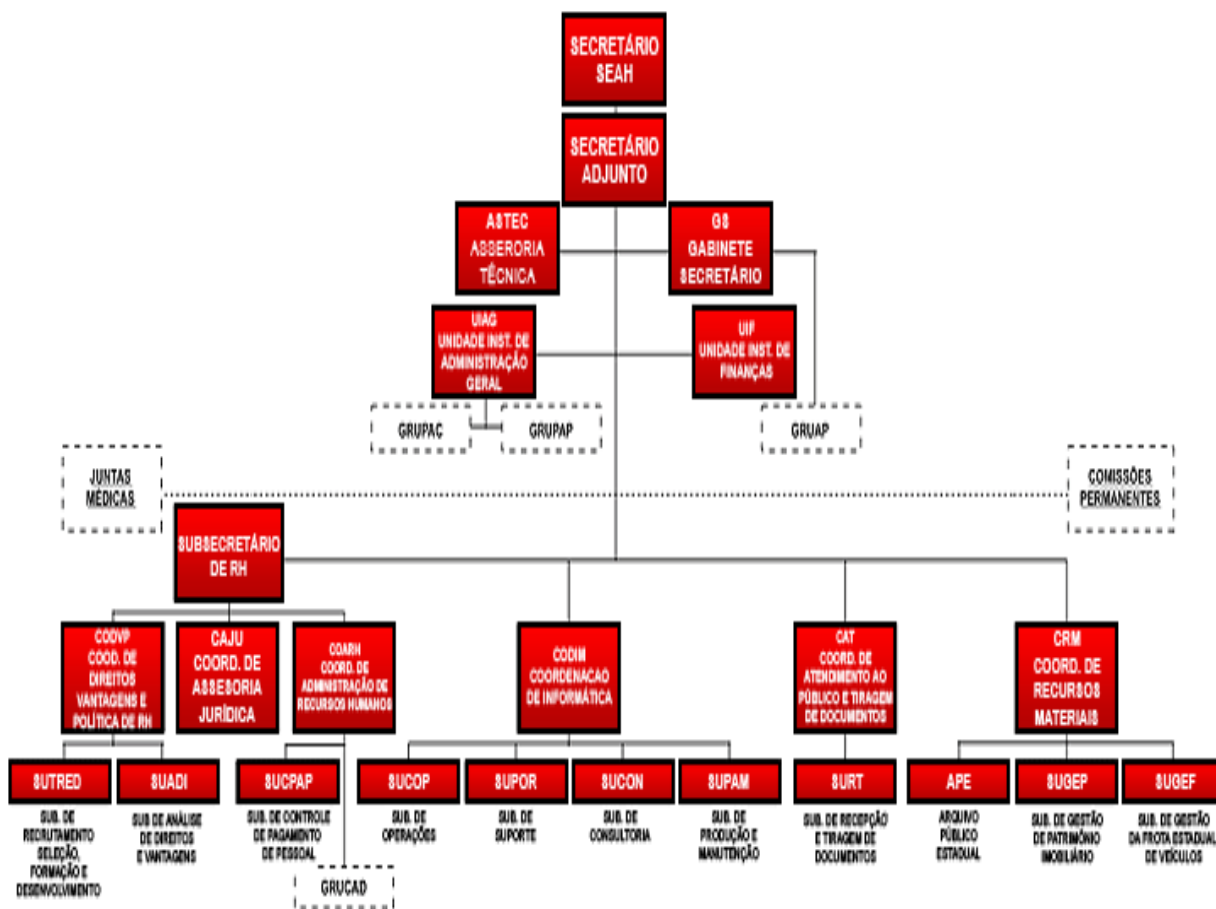 SECRETÁRIO
SEAH
SECRETÁRIO
ADJUNTO
ASTEC
ASSERORIA
TÉCNICA
GS
GABINETE
SECRETÁRIO
UIAG
UNIDADE INST. DE
ADMINISTRAÇÃO
GERAL
UIF
UNIDADE INST. DE
FINANÇAS
GRUPAC
GRUPAP
GRUAP
JUNTAS
MÉDICAS
COMISSÕES
PERMANENTES
SUBSECRETÁRIO
DE RH
CODVP
COOD. DE
DIREITOS
VANTAGENS E
POLÍTICA DE RH
CAJU
COORD. DE
ASSESORIA
JURÍDICA
COARH
COORD. DE
ADMINISTRAÇÃO DE
RECURSOS HUMANOS
CODIM
COORDENACAO
DE INFORMÁTICA
CAT
COORD. DE
ATENDIMENTO AO
PÚBLICO E TIRAGEM
DE DOCUMENTOS
CRM
COORD. DE
RECURSOS
MATERIAIS
SUTRED
SUADI
SUCPAP
SUCOP
SUPOR
SUCON
SUPAM
SURT
APE
SUGEP
SUGEF
SUB. DE
RECRUTAMENTO
SELEÇÃO,
FORMAÇÃO E
DESENVOLVIMENTO
SUB DE ANÁLISE
DE DIREITOS
E VANTAGENS
SUB. DE CONTROLE
DE PAGAMENTO
DE PESSOAL
SUB. DE
OPERAÇÕES
SUB. DE
SUPORTE
SUB. DE
CONSULTORIA
SUB. DE
PRODUÇÃO E
MANUTENÇÃO
SUB. DE RECEPÇÃO
E TIRAGEM DE
DOCUMENTOS
ARQUIVO
PÚBLICO
ESTADUAL
SUB. DE GESTÃO
DE PATRIMÔNIO
IMOBILIÁRIO
SUB. DE GESTÃO
DA FROTA ESTADUAL
DE VEÍCULOS
GRUCAD